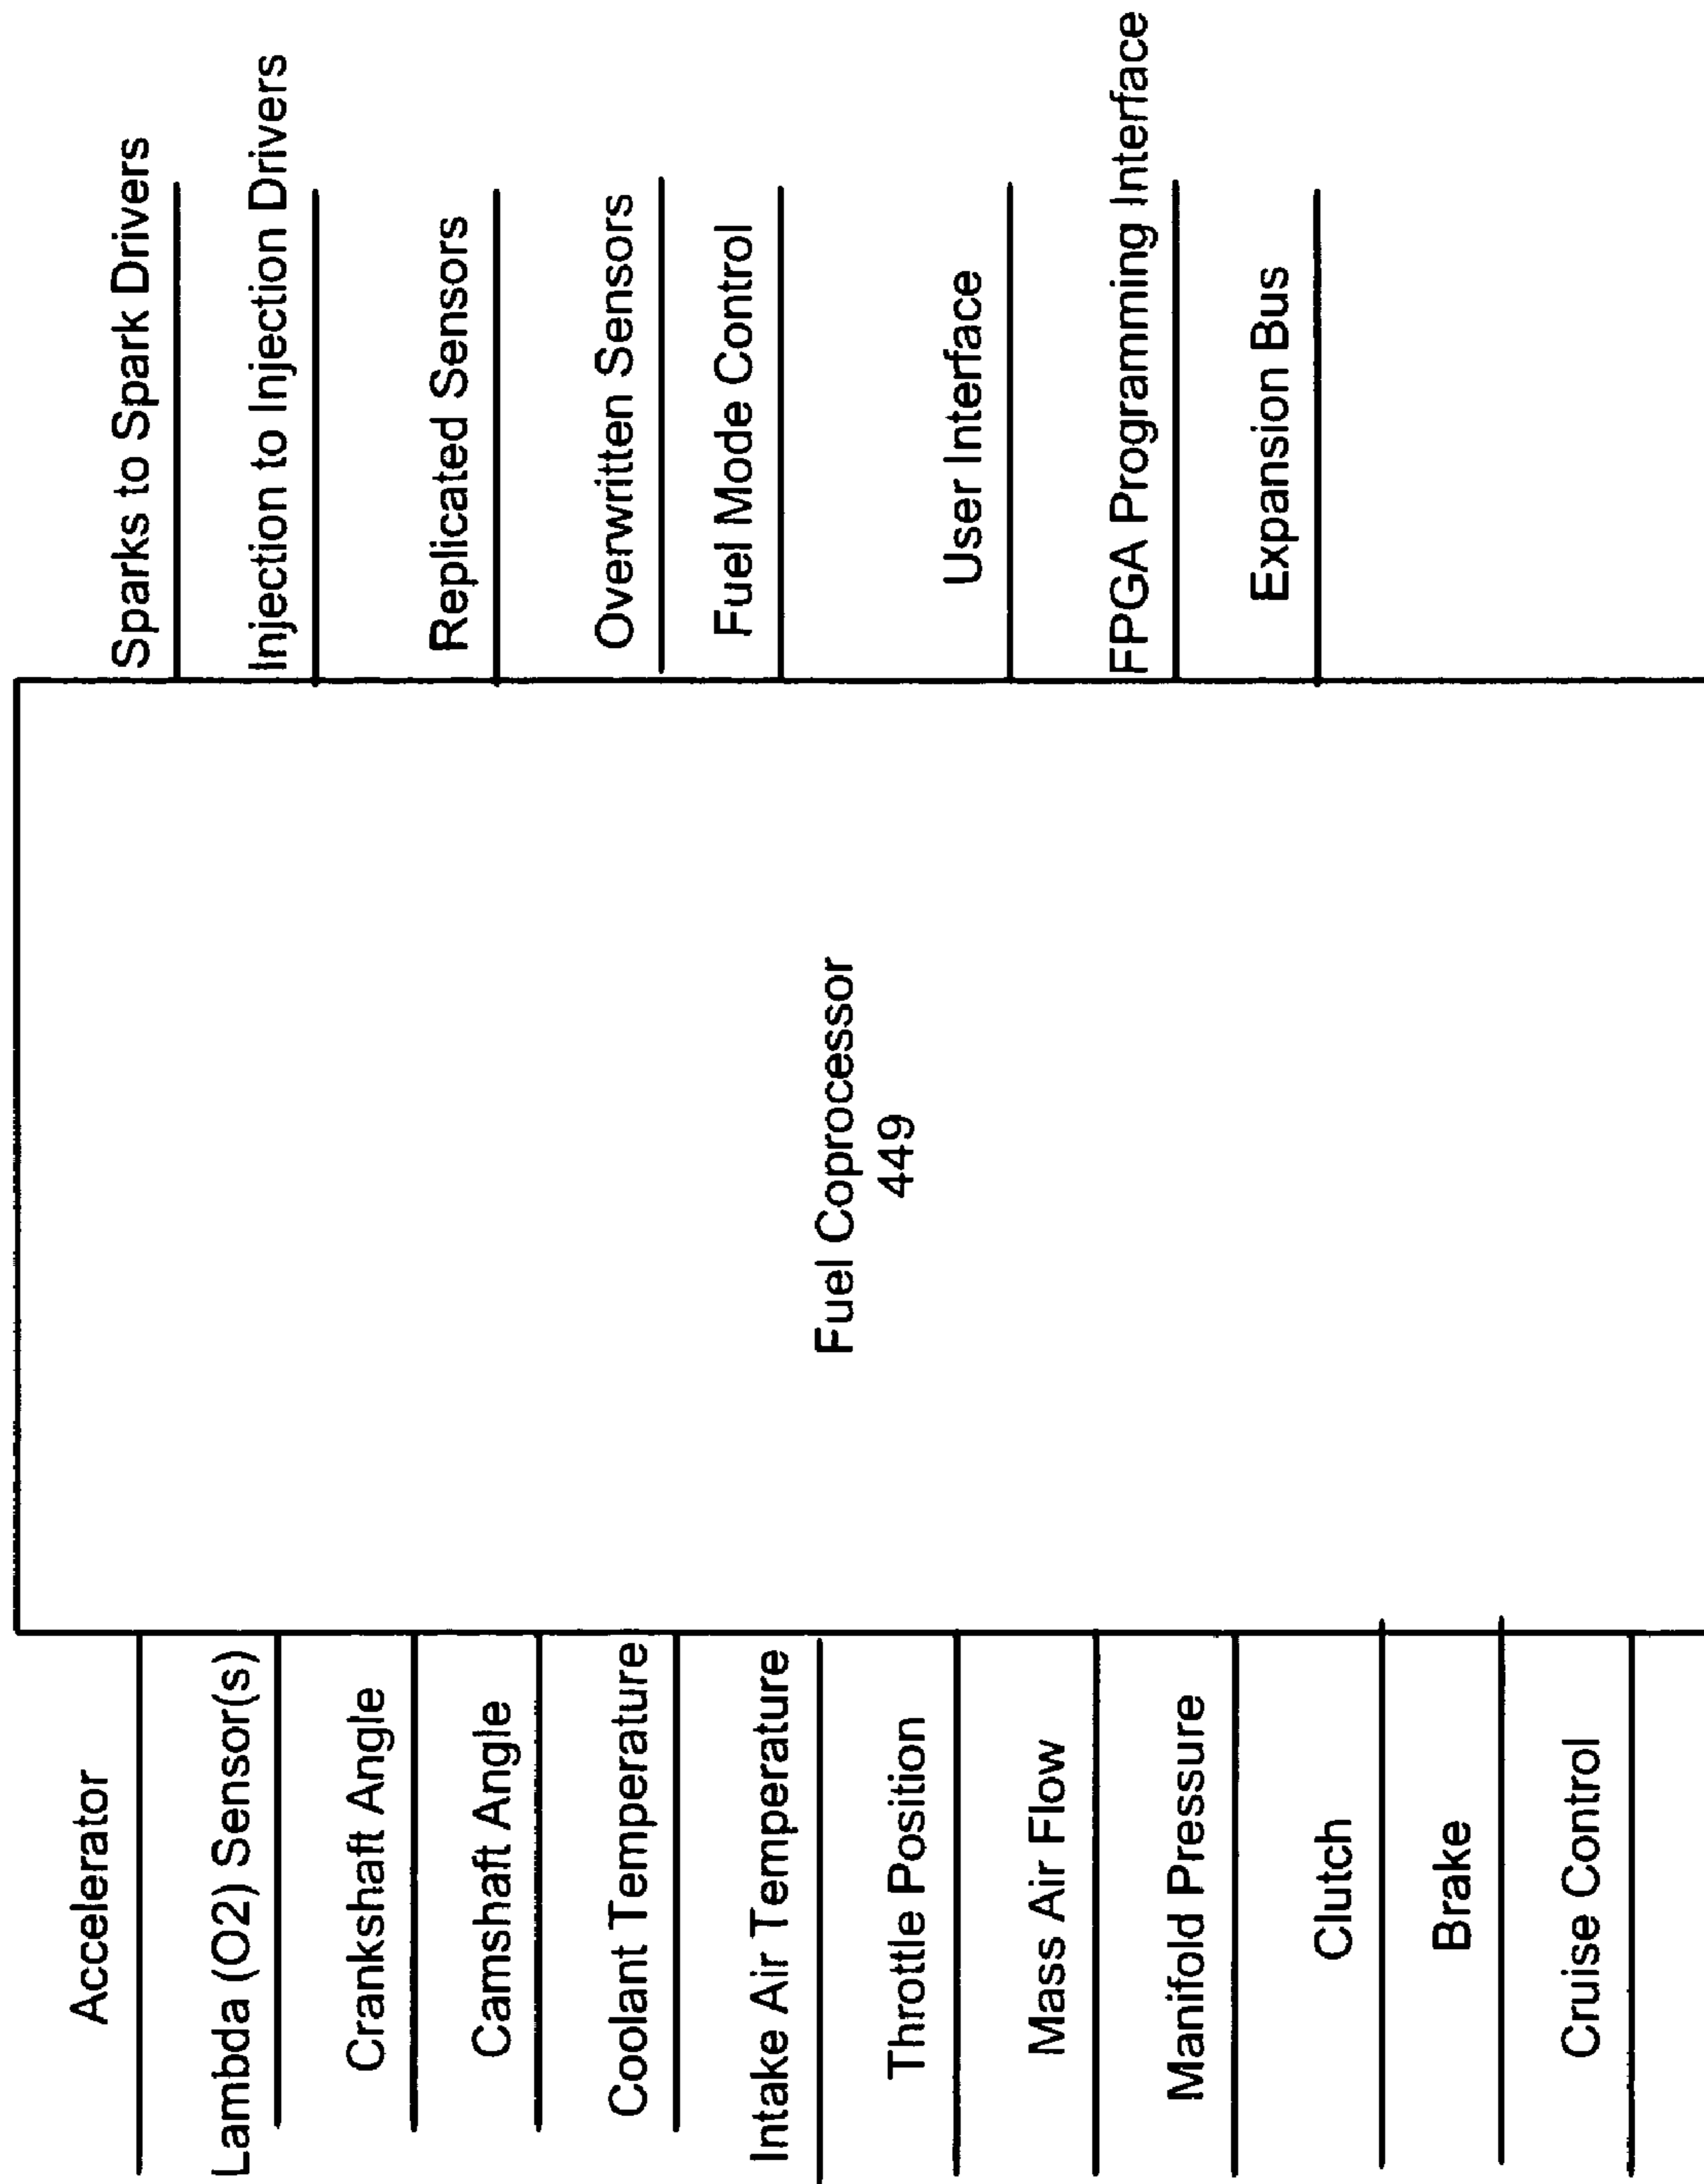 Accelerator
Lambda (O2) Sensor(s)
Crankshaft Angle
Camshaft Angle
Coolant Temperature
Intake Air Temperature
Throttle Position
Mass Air Flow
Manifold Pressure
Clutch
Brake
Cruise Control
Fuel Coprocessor
449
Sparks to Spark Drivers
Injection to Injection Drivers
Replicated Sensors
Overwritten Sensors
Fuel Mode Control
User Interface
FPGA Programming Interface
Expansion Bus